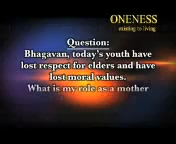 ONENESS
existing to living
Question:
Bhagavan, today's youth have
lost respect for elders and have
lost moral values.
What is my role as a mother